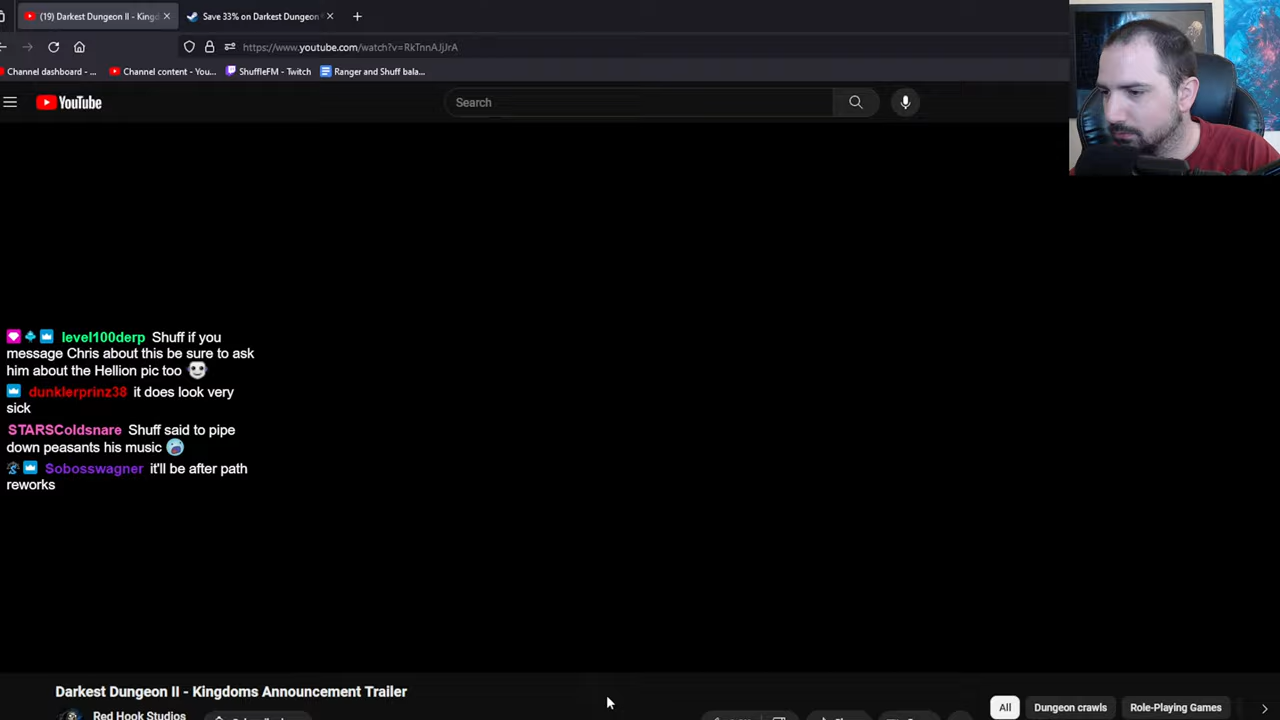 (19) Darkest Dungeon II - Kingd
Save 33% on Darkest Dungeon
https://www.youtube.com/watch?v=RkTnnAJjJrA
Channel dashboard - ...
Channel content - You...
ShuffleFM - Twitch
Ranger and Shuff bala...
YouTube
Search
level100derp Shuff if you
message Chris about this be sure to ask
him about the Hellion pic too
dunklerprinz38 it does look very
sick
STARSColdsnare Shuff said to pipe
down peasants his music
Sobosswagner it'll be after path
reworks
Darkest Dungeon II - Kingdoms Announcement Trailer
Red Hook Studios
All
Dungeon crawls
Role-Playing Games